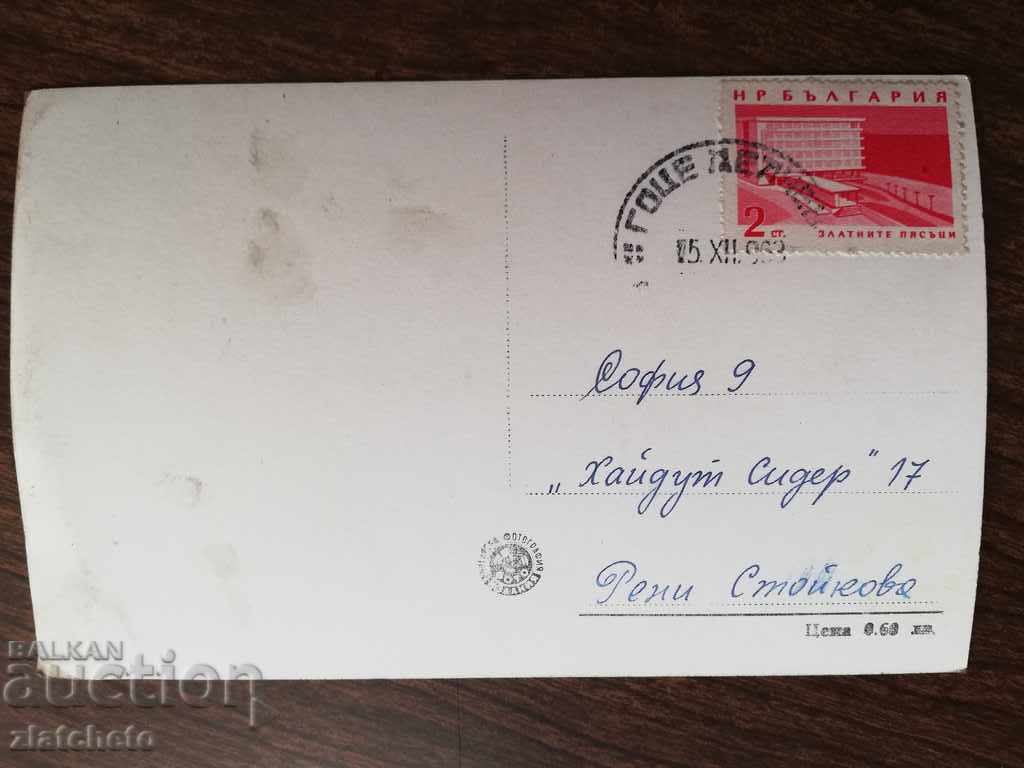 НР БЪЛГАРИЯ
2 СТ. ЗЛАТНИТЕ ПЯСЪЦИ
ГОЦЕ
XII.
София 9
„Хайдут Сидер" 17
ФОТОГРАФИЯ
Рени Стойкова
Цена 0.60 лв.
BALKAN
auction
zlatcheto